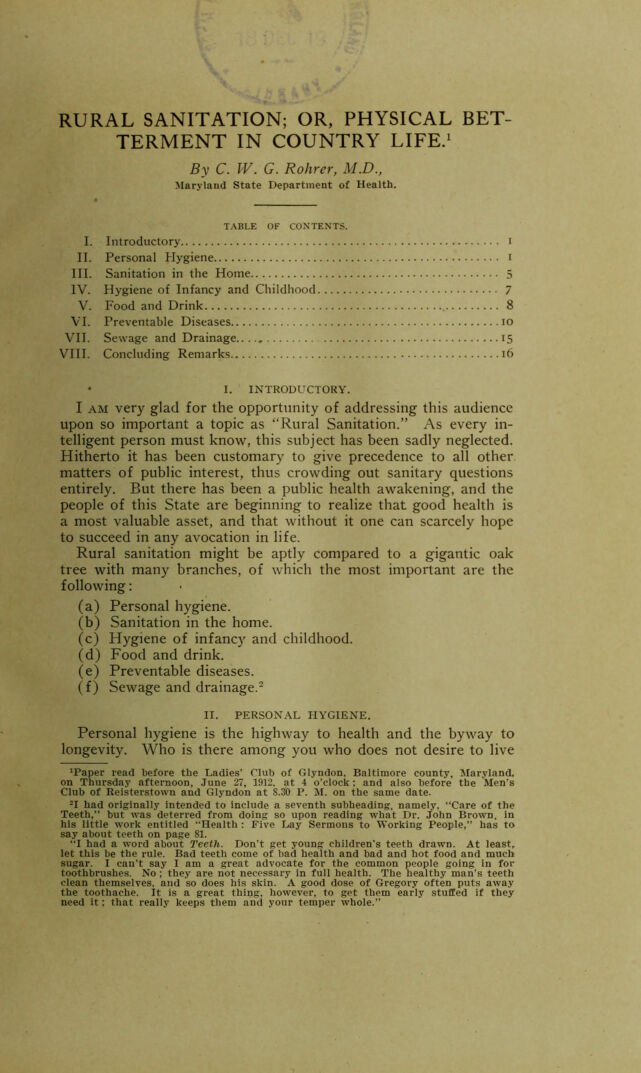 18 DEC 19
RURAL SANITATION; OR, PHYSICAL BET-
TERMENT IN COUNTRY LIFE.¹
By C. W. G. Rohrer, M.D.,
Maryland State Department of Health.
TABLE OF CONTENTS.
I. Introductory.......... 1
II. Personal Hygiene.......... 1
III. Sanitation in the Home.......... 5
IV. Hygiene of Infancy and Childhood.......... 7
V. Food and Drink.......... 8
VI. Preventable Diseases.......... 10
VII. Sewage and Drainage.......... 15
VIII. Concluding Remarks.......... 16
I. INTRODUCTORY.
I AM very glad for the opportunity of addressing this audience
upon so important a topic as “Rural Sanitation.” As every in-
telligent person must know, this subject has been sadly neglected.
Hitherto it has been customary to give precedence to all other
matters of public interest, thus crowding out sanitary questions
entirely. But there has been a public health awakening, and the
people of this State are beginning to realize that good health is
a most valuable asset, and that without it one can scarcely hope
to succeed in any avocation in life.
Rural sanitation might be aptly compared to a gigantic oak
tree with many branches, of which the most important are the
following:
(a) Personal hygiene.
(b) Sanitation in the home.
(c) Hygiene of infancy and childhood.
(d) Food and drink.
(e) Preventable diseases.
(f) Sewage and drainage.²
II. PERSONAL HYGIENE.
Personal hygiene is the highway to health and the byway to
longevity. Who is there among you who does not desire to live
¹Paper read before the Ladies’ Club of Glyndon, Baltimore county, Maryland,
on Thursday afternoon, June 27, 1912, at 4 o’clock; and also before the Men’s
Club of Reisterstown and Glyndon at 8.30 P. M. on the same date.
²I had originally intended to include a seventh subheading, namely, “Care of the
Teeth,” but was deterred from doing so upon reading what Dr. John Brown, in
his little work entitled “Health: Five Lay Sermons to Working People,” has to
say about teeth on page 81.
“I had a word about Teeth. Don’t get young children’s teeth drawn. At least,
let this be the rule. Bad teeth come of bad health and bad and hot food and much
sugar. I can’t say I am a great advocate for the common people going in for
toothbrushes. No; they are not necessary in full health. The healthy man’s teeth
clean themselves, and so does his skin. A good dose of Gregory often puts away
the toothache. It is a great thing, however, to get them early stuffed if they
need it; that really keeps them and your temper whole.”